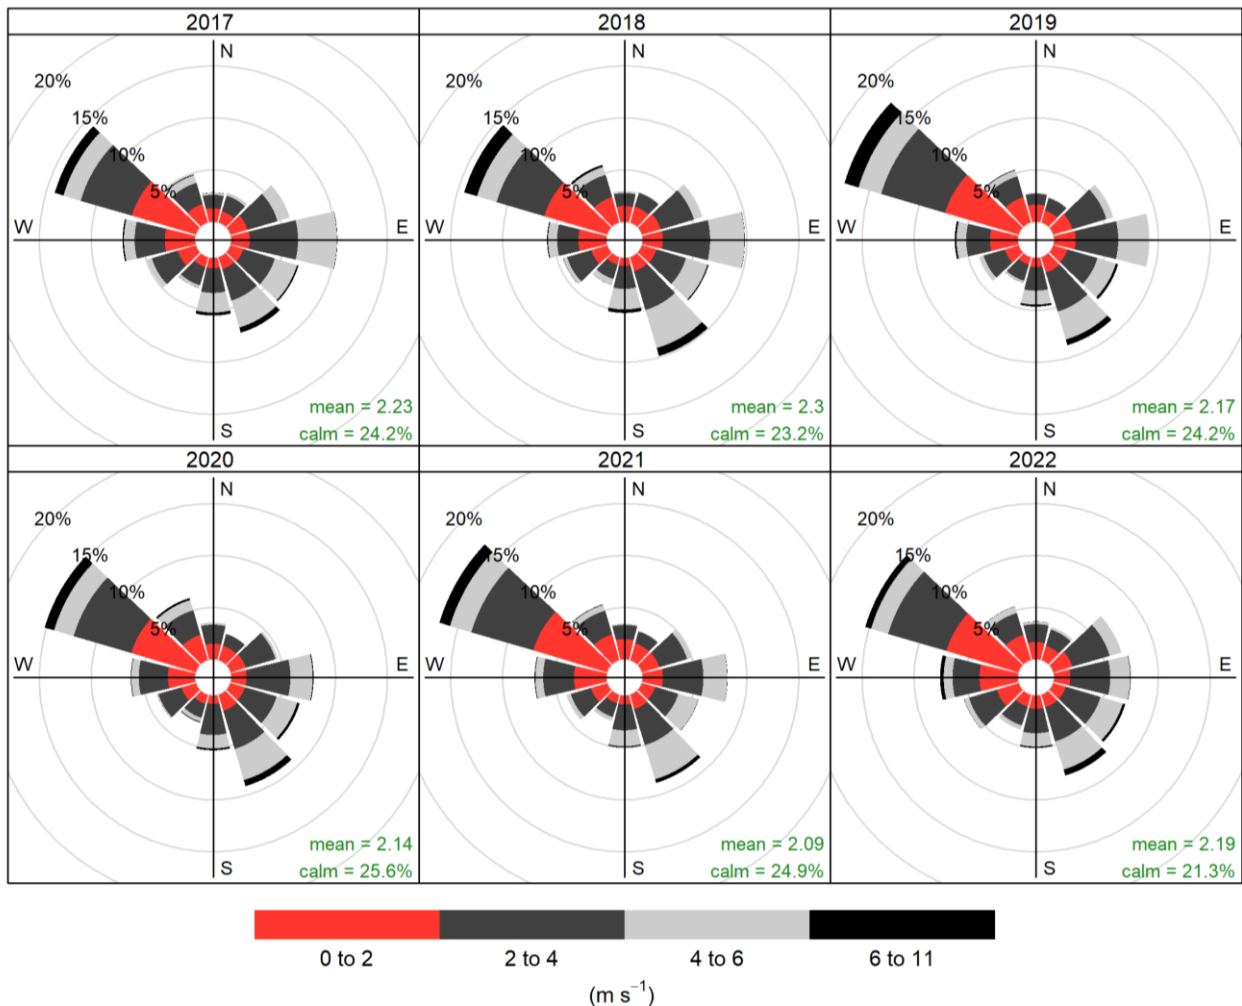 2017
2018
2019
N
20%
15%
10%
5%
W
E
S
mean = 2.23
calm = 24.2%
N
20%
15%
10%
5%
W
E
S
mean = 2.3
calm = 23.2%
N
20%
15%
10%
5%
W
E
S
mean = 2.17
calm = 24.2%
2020
2021
2022
N
20%
15%
10%
5%
W
E
S
mean = 2.14
calm = 25.6%
N
20%
15%
10%
5%
W
E
S
mean = 2.09
calm = 24.9%
N
20%
15%
10%
5%
W
E
S
mean = 2.19
calm = 21.3%
0 to 2
2 to 4
4 to 6
6 to 11
(m s⁻¹)